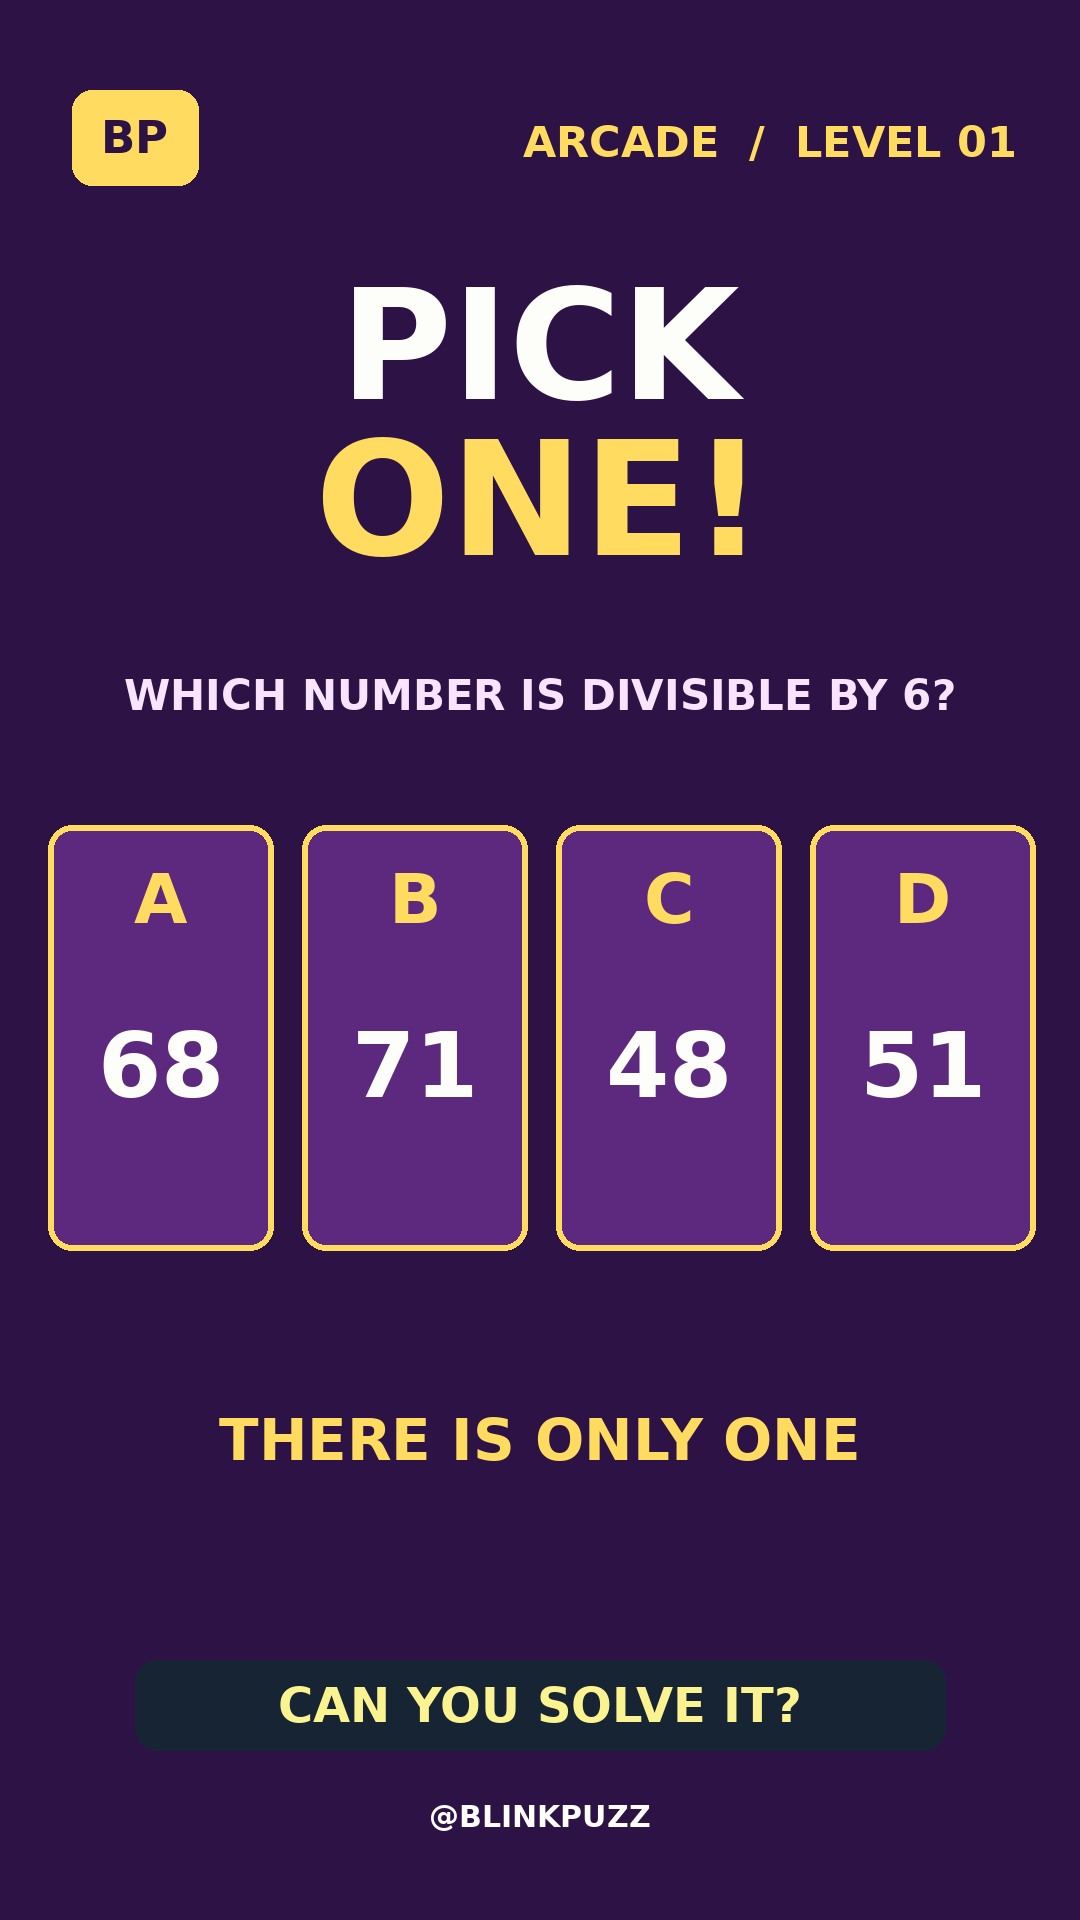 BP
ARCADE / LEVEL 01
PICK
ONE!
WHICH NUMBER IS DIVISIBLE BY 6?
A
68
B
71
C
48
D
51
THERE IS ONLY ONE
CAN YOU SOLVE IT?
@BLINKPUZZ